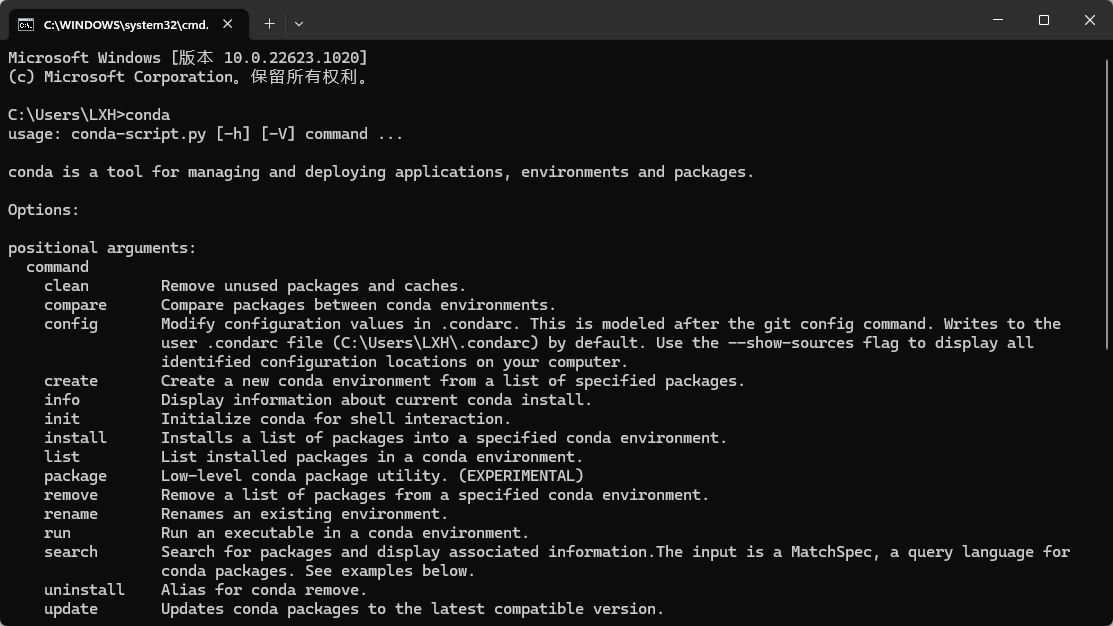 C:\WINDOWS\system32\cmd.
Microsoft Windows [版本 10.0.22623.1020]
(c) Microsoft Corporation。保留所有权利。
C:\Users\LXH>conda
usage: conda-script.py [-h] [-V] command ...
conda is a tool for managing and deploying applications, environments and packages.
Options:
positional arguments:
command
clean Remove unused packages and caches.
compare Compare packages between conda environments.
config Modify configuration values in .condarc. This is modeled after the git config command. Writes to the
user .condarc file (C:\Users\LXH\.condarc) by default. Use the --show-sources flag to display all
identified configuration locations on your computer.
create Create a new conda environment from a list of specified packages.
info Display information about current conda install.
init Initialize conda for shell interaction.
install Installs a list of packages into a specified conda environment.
list List installed packages in a conda environment.
package Low-level conda package utility. (EXPERIMENTAL)
remove Remove a list of packages from a specified conda environment.
rename Renames an existing environment.
run Run an executable in a conda environment.
search Search for packages and display associated information.The input is a MatchSpec, a query language for
conda packages. See examples below.
uninstall Alias for conda remove.
update Updates conda packages to the latest compatible version.